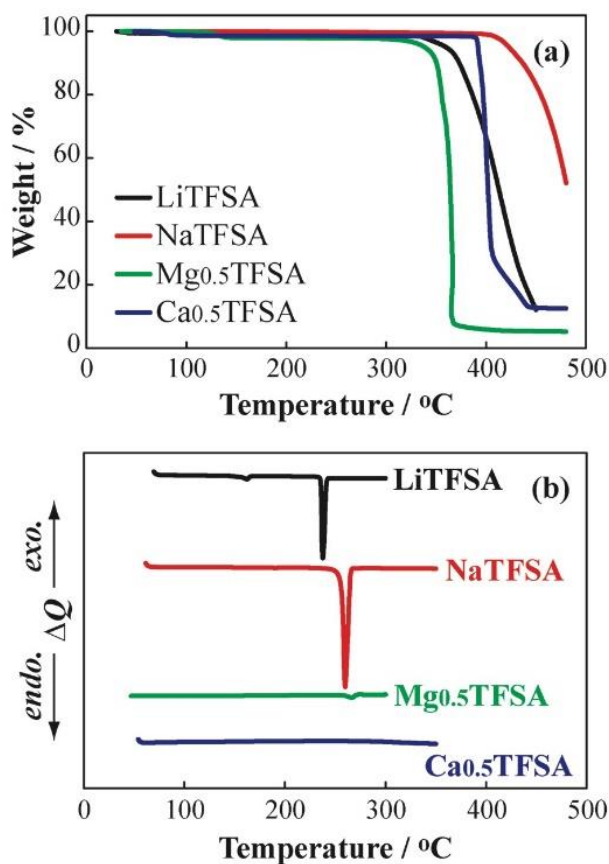 (a)
Weight / %
100
80
60
40
20
0
LiTFSA
NaTFSA
Mg0.5TFSA
Ca0.5TFSA
0 100 200 300 400 500
Temperature / ºC
(b)
endo. ΔQ exo.
LiTFSA
NaTFSA
Mg0.5TFSA
Ca0.5TFSA
0 100 200 300 400 500
Temperature / ºC